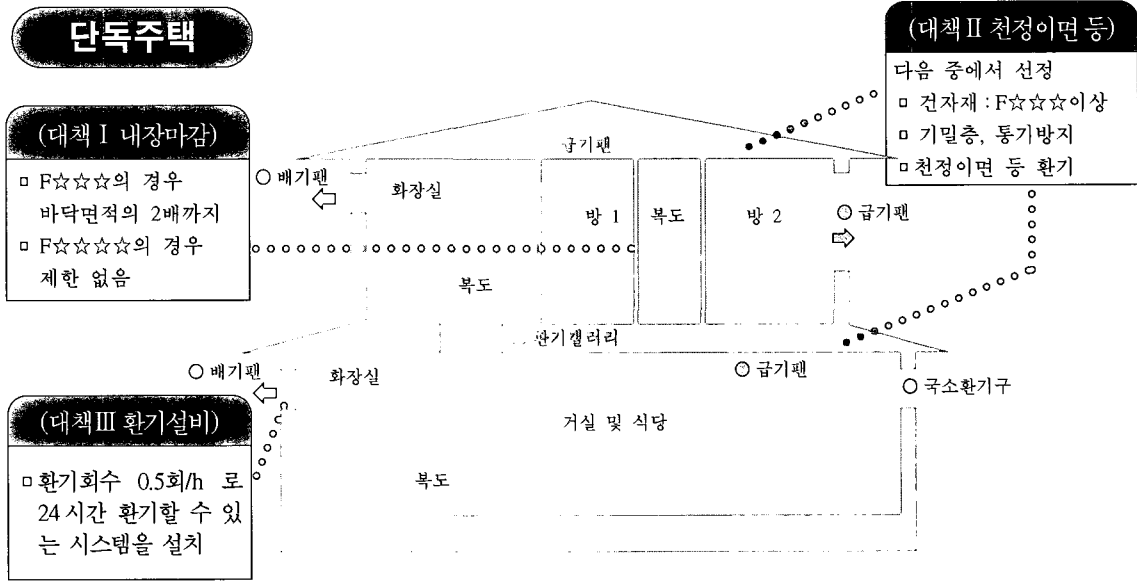 단독주택
(대책Ⅰ 내장마감)
▫ F☆☆☆의 경우
바닥면적의 2배까지
▫ F☆☆☆☆의 경우
제한 없음
(대책Ⅱ 천정이면 등)
다음 중에서 선정
▫ 건자재 : F☆☆☆이상
▫ 기밀층, 통기방지
▫ 천정이면 등 환기
급기팬
배기팬
화장실
방 1
복도
방 2
급기팬
복도
환기갤러리
배기팬
화장실
급기팬
국소환기구
거실 및 식당
복도
(대책Ⅲ 환기설비)
▫ 환기회수 0.5회/h 로
24시간 환기할 수 있
는 시스템을 설치